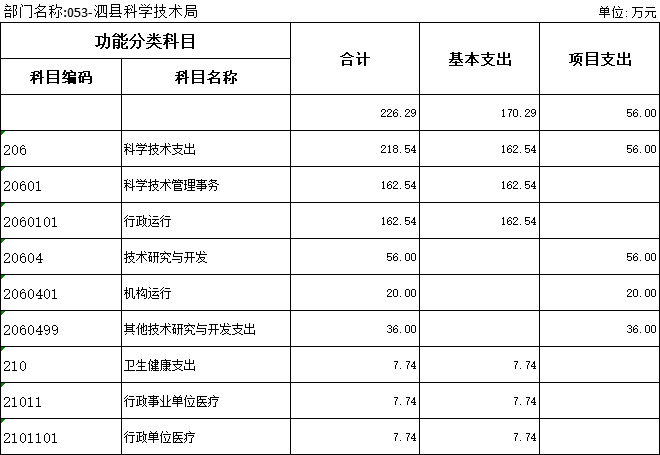 部门名称:053-泗县科学技术局 单位: 万元
功能分类科目 合计 基本支出 项目支出
科目编码 科目名称
226.29 170.29 56.00
206 科学技术支出 218.54 162.54 56.00
20601 科学技术管理事务 162.54 162.54
2060101 行政运行 162.54 162.54
20604 技术研究与开发 56.00 56.00
2060401 机构运行 20.00 20.00
2060499 其他技术研究与开发支出 36.00 36.00
210 卫生健康支出 7.74 7.74
21011 行政事业单位医疗 7.74 7.74
2101101 行政单位医疗 7.74 7.74